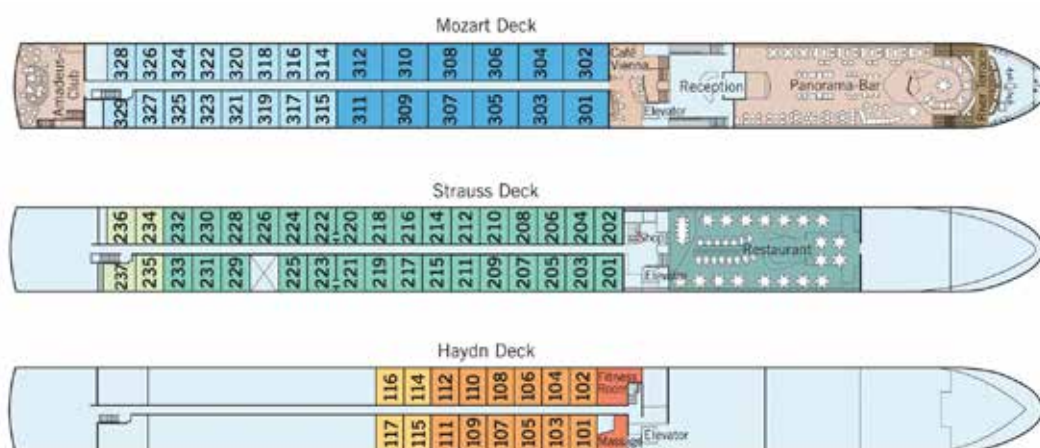 Mozart Deck
328 326 324 322 320 318 316 314 312 310 308 306 304 302
329 327 325 323 321 319 317 315 311 309 307 305 303 301
Amadeus-
Club
Café
Vienna
Elevator
Reception
Panorama-Bar
River Terrace
Strauss Deck
236 234 232 230 228 226 224 222 220 218 216 214 212 210 208 206 204 202
237 235 233 231 229 225 223 221 219 217 215 211 209 207 205 203 201
Shop
Elevator
Restaurant
Haydn Deck
116 114 112 110 108 106 104 102
117 115 111 109 107 105 103 101
Fitness
Room
Massage
Elevator